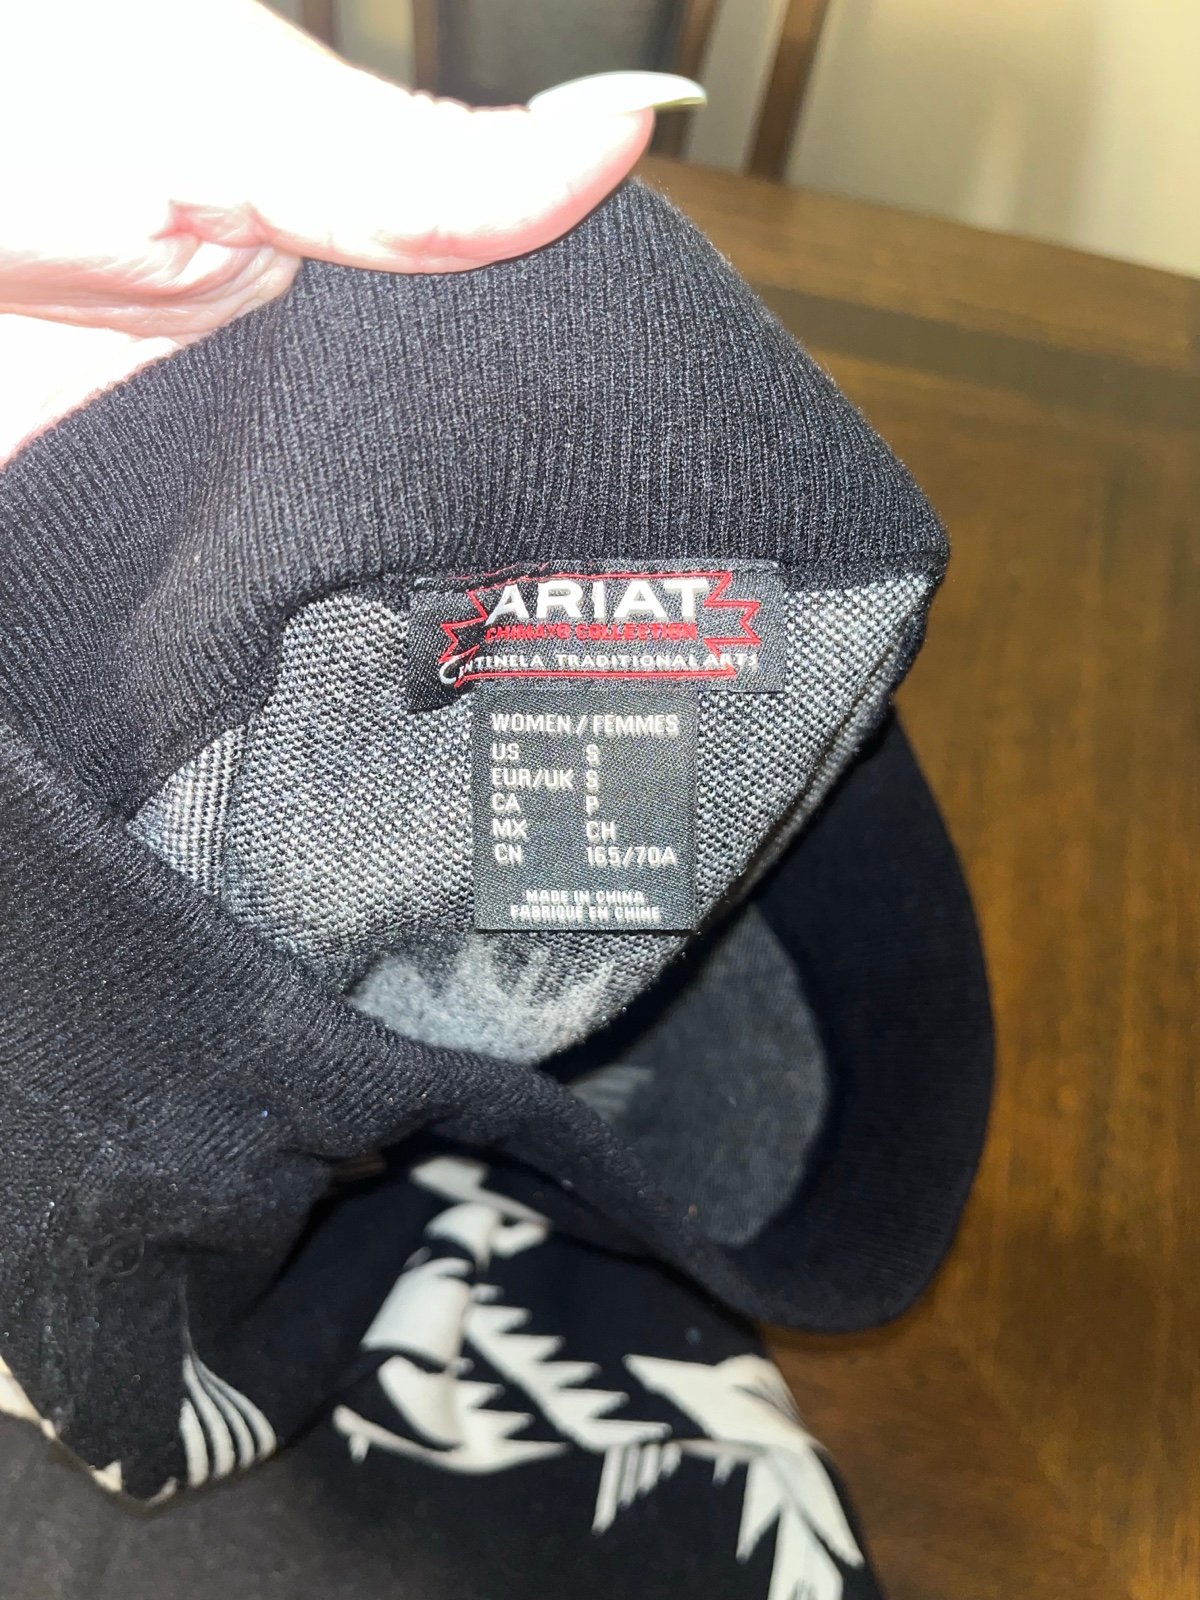 ARIAT
CHIMAYO COLLECTION
CENTINELA TRADITIONAL ARTS
WOMEN / FEMMES
US S
EUR/UK S
CA P
MX CH
CN 165/70A
MADE IN CHINA
FABRIQUÉ EN CHINE